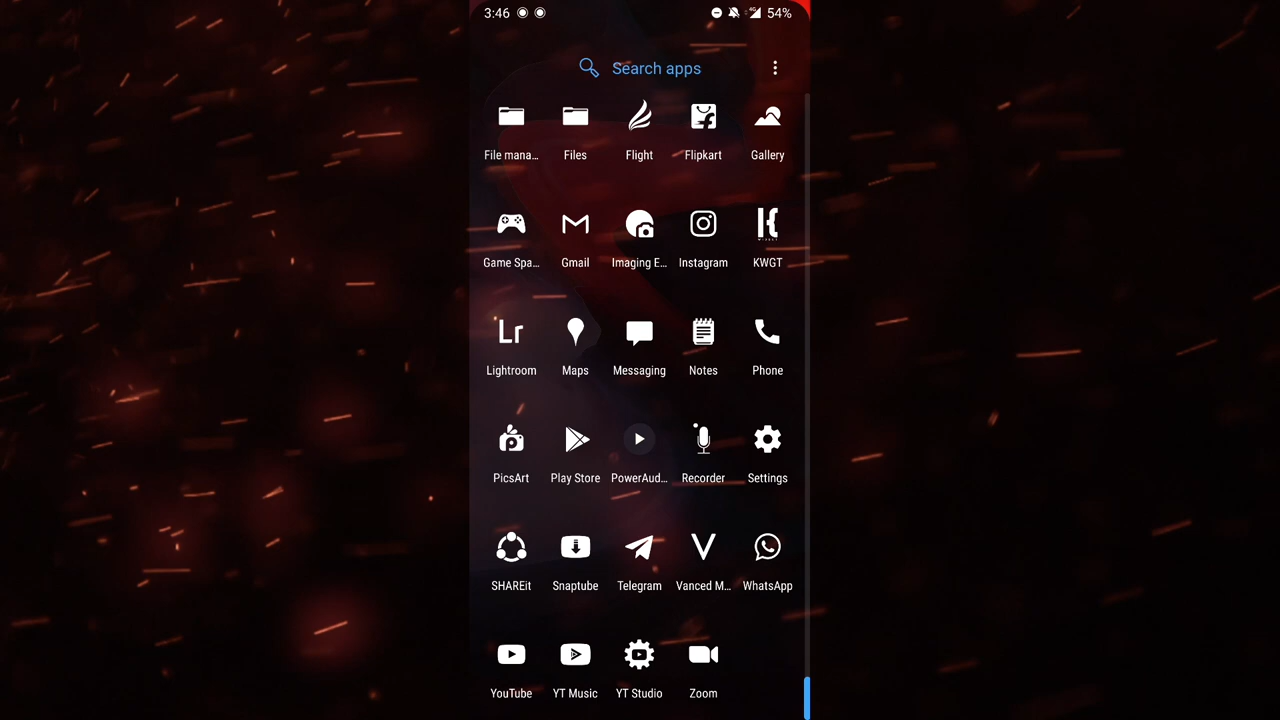 3:46 4G 54%
Search apps
File mana... Files Flight Flipkart Gallery
Game Spa... Gmail Imaging E... Instagram KWGT
Lr
Lightroom Maps Messaging Notes Phone
PicsArt Play Store PowerAud... Recorder Settings
SHAREit Snaptube Telegram Vanced M... WhatsApp
YouTube YT Music YT Studio Zoom